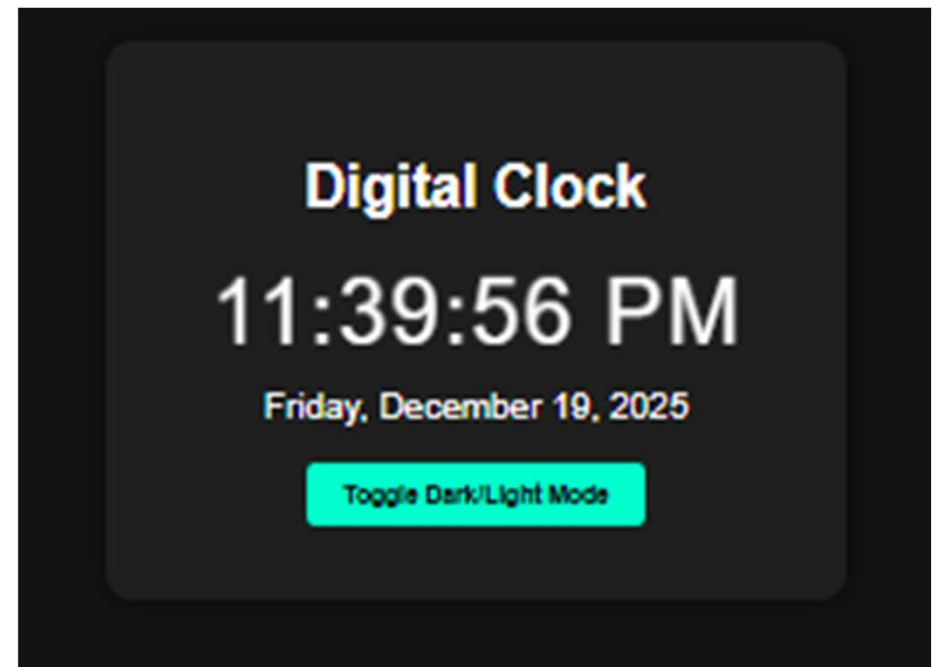 Digital Clock
11:39:56 PM
Friday, December 19, 2025
Toggle Dark/Light Mode